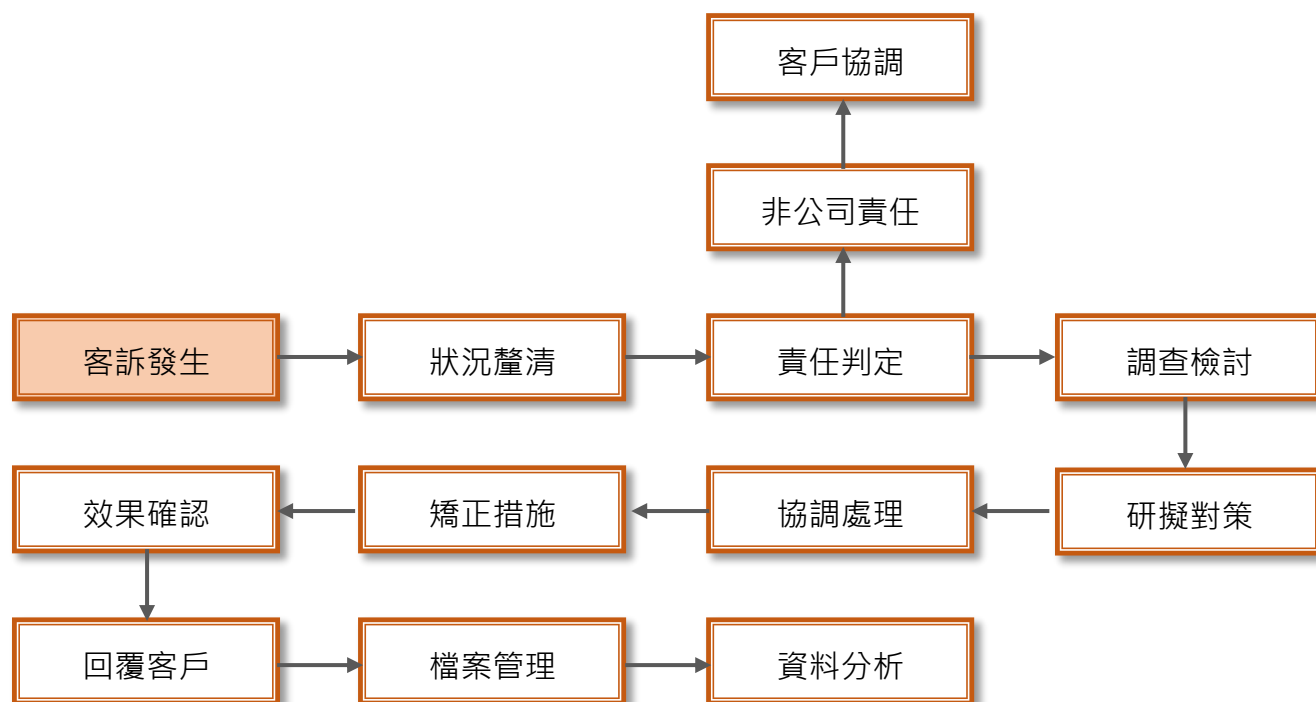 客戶協調
非公司責任
客訴發生
狀況釐清
責任判定
調查檢討
研擬對策
協調處理
矯正措施
效果確認
回覆客戶
檔案管理
資料分析